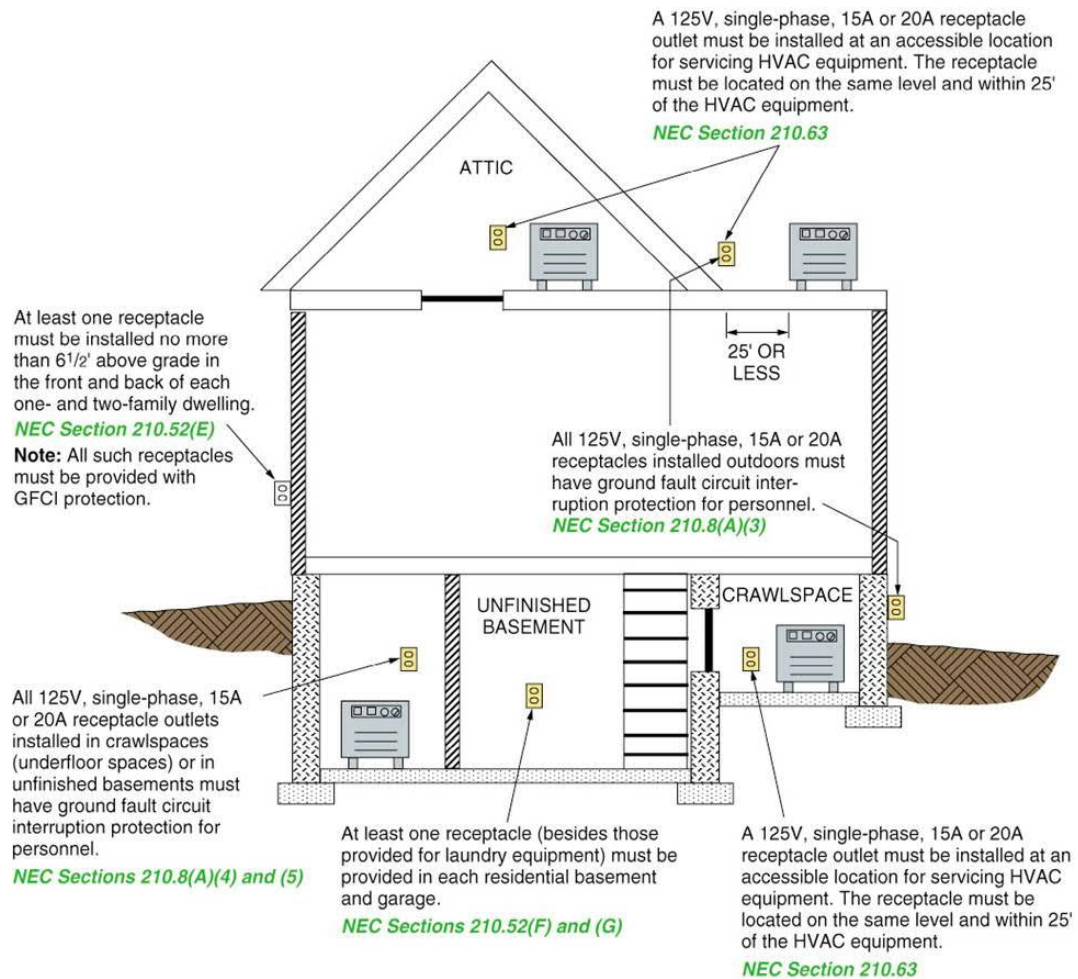 A 125V, single-phase, 15A or 20A receptacle
outlet must be installed at an accessible location
for servicing HVAC equipment. The receptacle
must be located on the same level and within 25'
of the HVAC equipment.
NEC Section 210.63
ATTIC
At least one receptacle
must be installed no more
than 6 1/2' above grade in
the front and back of each
one- and two-family dwelling.
NEC Section 210.52(E)
Note: All such receptacles
must be provided with
GFCI protection.
25' OR
LESS
All 125V, single-phase, 15A or 20A
receptacles installed outdoors must
have ground fault circuit inter-
ruption protection for personnel.
NEC Section 210.8(A)(3)
UNFINISHED
BASEMENT
CRAWLSPACE
All 125V, single-phase, 15A
or 20A receptacle outlets
installed in crawlspaces
(underfloor spaces) or in
unfinished basements must
have ground fault circuit
interruption protection for
personnel.
NEC Sections 210.8(A)(4) and (5)
At least one receptacle (besides those
provided for laundry equipment) must be
provided in each residential basement
and garage.
NEC Sections 210.52(F) and (G)
A 125V, single-phase, 15A or 20A
receptacle outlet must be installed at an
accessible location for servicing HVAC
equipment. The receptacle must be
located on the same level and within 25'
of the HVAC equipment.
NEC Section 210.63